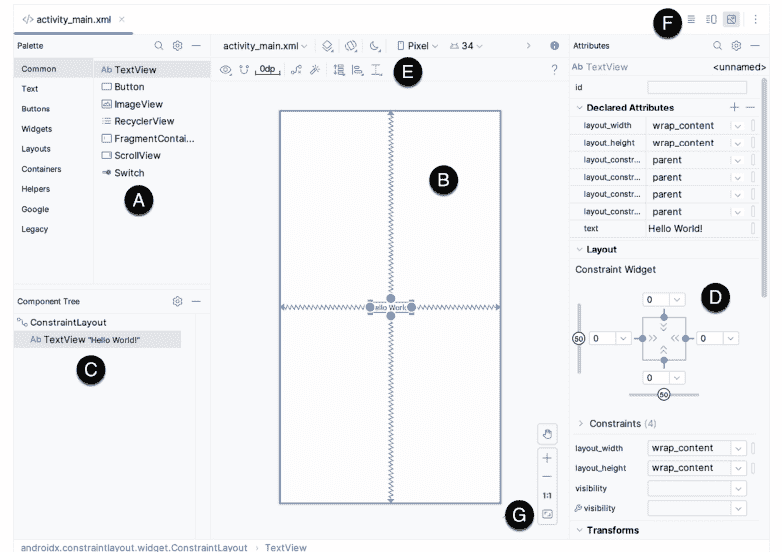 activity_main.xml
F
Palette
activity_main.xml
Pixel
34
Attributes
Common
Text
Buttons
Widgets
Layouts
Containers
Helpers
Google
Legacy
Ab TextView
Button
ImageView
RecyclerView
FragmentContai...
ScrollView
Switch
A
0dp
E
?
B
Ab TextView
<unnamed>
id
Declared Attributes
layout_width wrap_content
layout_height wrap_content
layout_constr... parent
layout_constr... parent
layout_constr... parent
layout_constr... parent
text Hello World!
Layout
Constraint Widget
D
0
50
0
0
0
50
Component Tree
ConstraintLayout
Ab TextView "Hello World!"
C
1:1
G
Constraints (4)
layout_width wrap_content
layout_height wrap_content
visibility
visibility
Transforms
androidx.constraintlayout.widget.ConstraintLayout > TextView